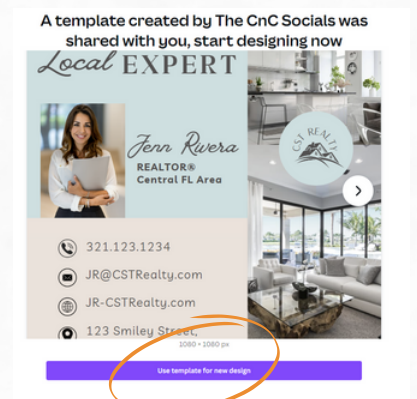 A template created by The CnC Socials was
shared with you, start designing now
Local EXPERT
Jenn Rivera
REALTOR®
Central FL Area
CST REALTY
321.123.1234
JR@CSTRealty.com
JR-CSTRealty.com
123 Smiley Street,
1080 × 1080 px
Use template for new design